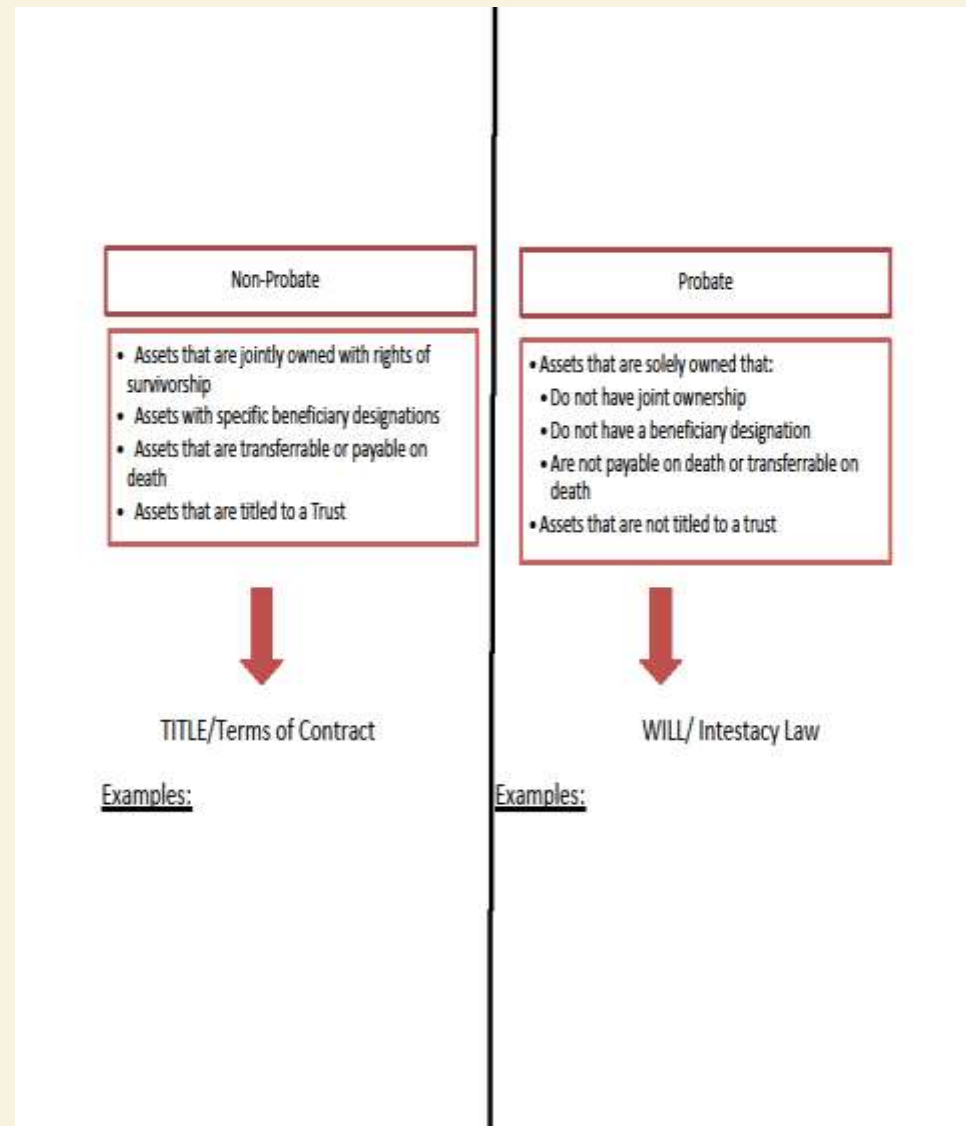 Non-Probate
• Assets that are jointly owned with rights of
survivorship
• Assets with specific beneficiary designations
• Assets that are transferrable or payable on
death
• Assets that are titled to a Trust
TITLE/Terms of Contract
Examples:
Probate
• Assets that are solely owned that:
• Do not have joint ownership
• Do not have a beneficiary designation
• Are not payable on death or transferrable on
death
• Assets that are not titled to a trust
WILL/ Intestacy Law
Examples: